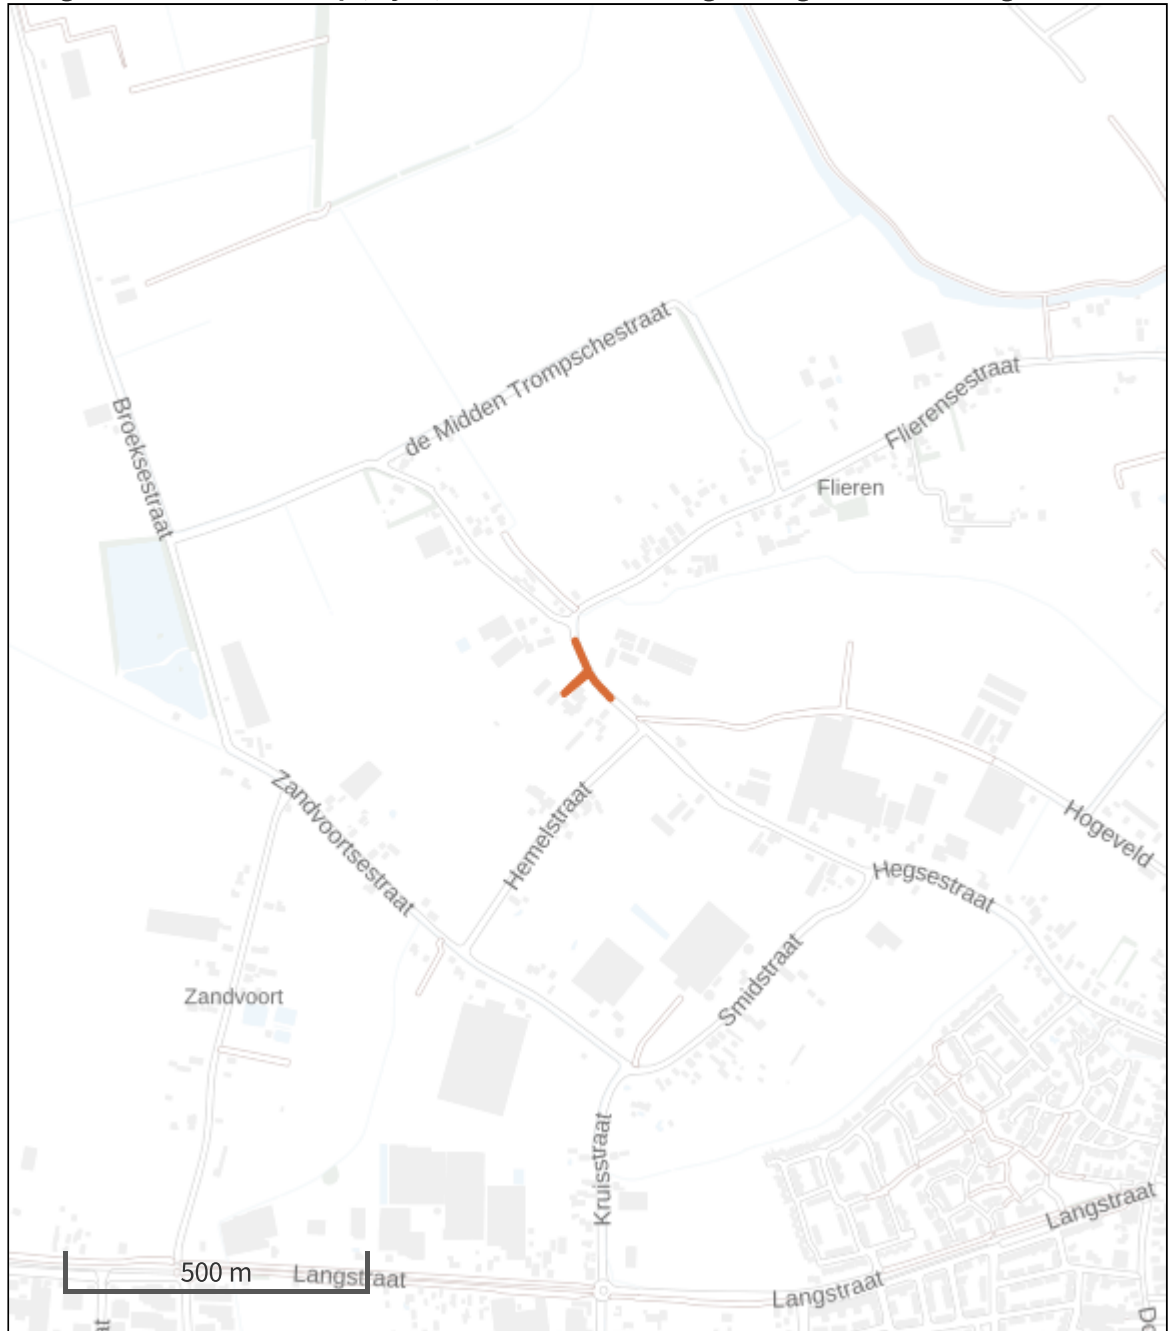 de Midden Trompschestraat
Flierensestraat
Broeksestraat
Flieren
Zandvoortsestraat
Hemelstraat
Hogeveld
Hegsestraat
Smidstraat
Zandvoort
Kruisstraat
Langstraat
500 m
Langstraat
Langstraat